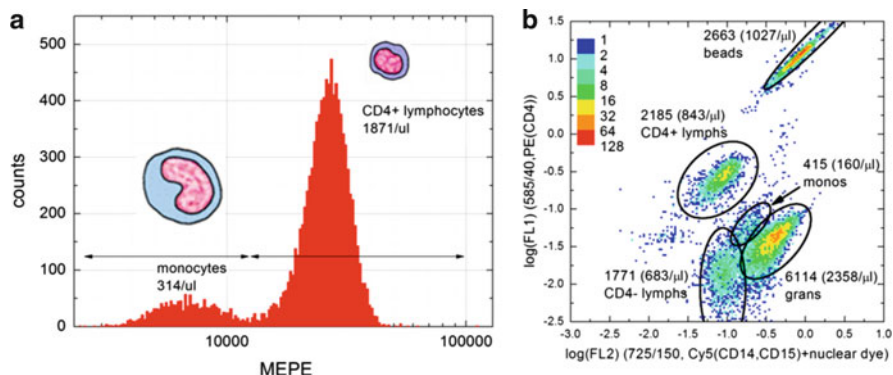 a
500
400
300
200
100
0
counts
CD4+ lymphocytes
1871/ul
monocytes
314/ul
10000
100000
MEPE
b
1
2
4
8
16
32
64
128
2663 (1027/µl)
beads
2185 (843/µl)
CD4+ lymphs
415 (160/µl)
monos
1771 (683/µl)
CD4- lymphs
6114 (2358/µl)
grans
1.5
1.0
0.5
0.0
-0.5
-1.0
-1.5
-2.0
-2.5
log(FL1) (585/40,PE(CD4))
-3.0
-2.5
-2.0
-1.5
-1.0
-0.5
0.0
0.5
1.0
log(FL2) (725/150, Cy5(CD14,CD15)+nuclear dye)